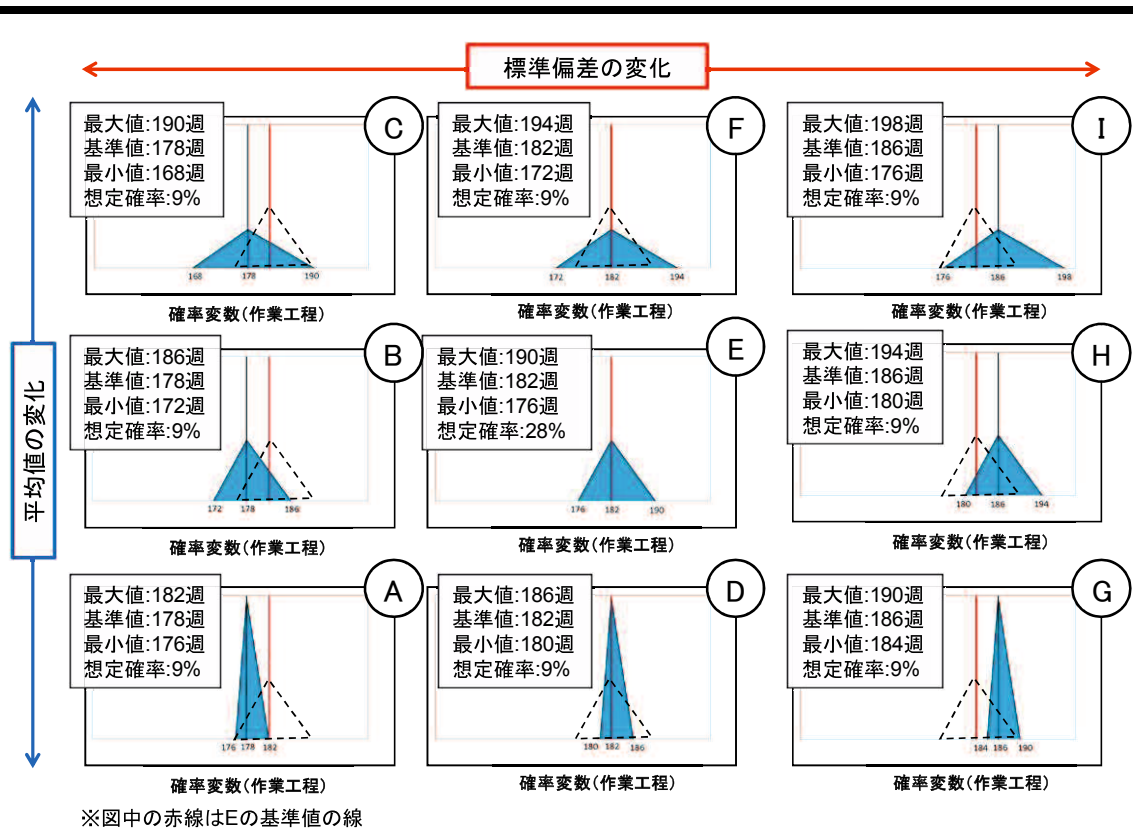 標準偏差の変化
平均値の変化
最大値:190週
基準値:178週
最小値:168週
想定確率:9%
C
168
178
190
確率変数(作業工程)
最大値:194週
基準値:182週
最小値:172週
想定確率:9%
F
172
182
194
確率変数(作業工程)
最大値:198週
基準値:186週
最小値:176週
想定確率:9%
I
176
186
198
確率変数(作業工程)
最大値:186週
基準値:178週
最小値:172週
想定確率:9%
B
172
178
186
確率変数(作業工程)
最大値:190週
基準値:182週
最小値:176週
想定確率:28%
E
176
182
190
確率変数(作業工程)
最大値:194週
基準値:186週
最小値:180週
想定確率:9%
H
180
186
194
確率変数(作業工程)
最大値:182週
基準値:178週
最小値:176週
想定確率:9%
A
176
178
182
確率変数(作業工程)
最大値:186週
基準値:182週
最小値:180週
想定確率:9%
D
180
182
186
確率変数(作業工程)
最大値:190週
基準値:186週
最小値:184週
想定確率:9%
G
184
186
190
確率変数(作業工程)
※図中の赤線はEの基準値の線